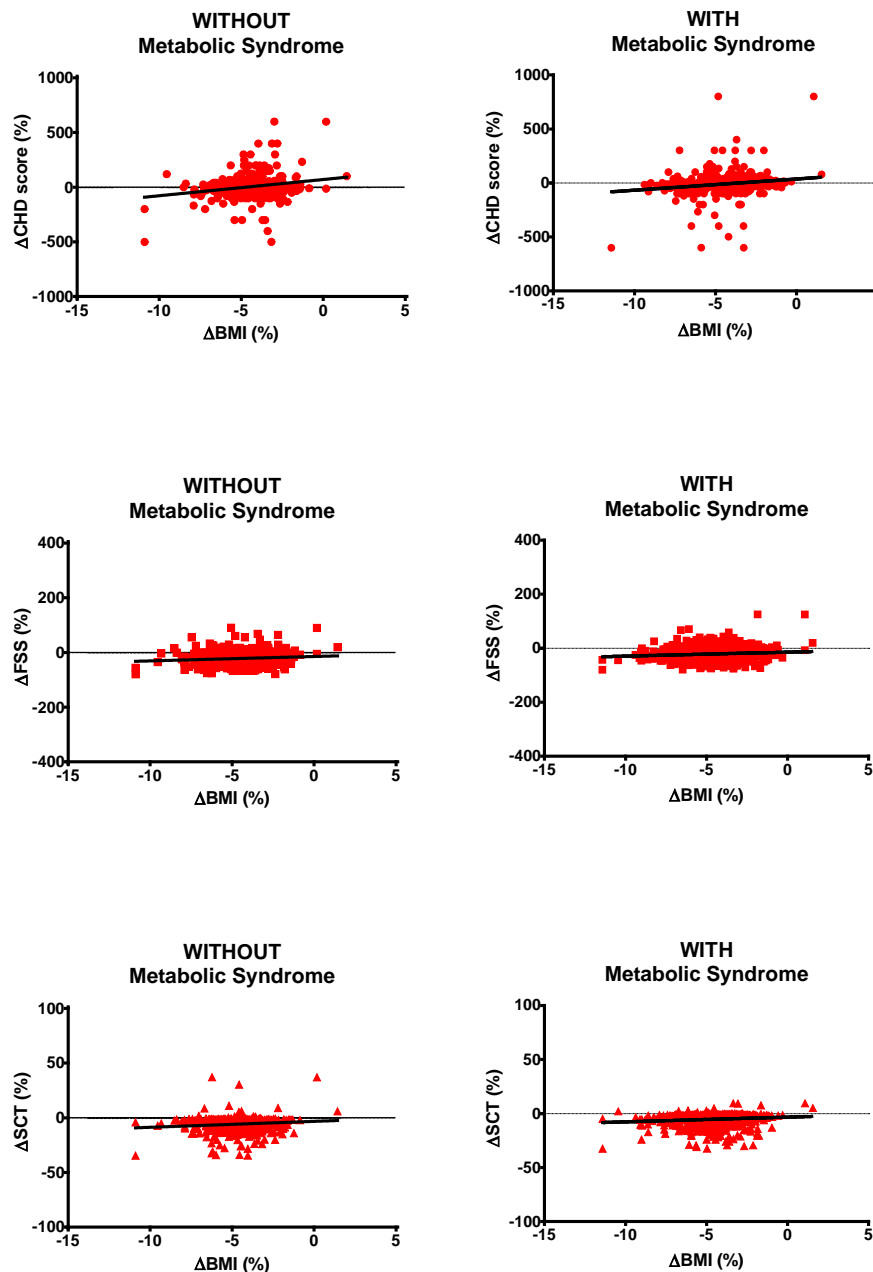 WITHOUT
Metabolic Syndrome
1000
500
0
-500
-1000
-15
-10
-5
0
5
ΔCHD score (%)
ΔBMI (%)
WITH
Metabolic Syndrome
1000
500
0
-500
-1000
-15
-10
-5
0
ΔCHD score (%)
ΔBMI (%)
WITHOUT
Metabolic Syndrome
400
200
0
-200
-400
-15
-10
-5
0
5
ΔFSS (%)
ΔBMI (%)
WITH
Metabolic Syndrome
400
200
0
-200
-400
-15
-10
-5
0
5
ΔFSS (%)
ΔBMI (%)
WITHOUT
Metabolic Syndrome
100
50
0
-50
-100
-15
-10
-5
0
5
ΔSCT (%)
ΔBMI (%)
WITH
Metabolic Syndrome
100
50
0
-50
-100
-15
-10
-5
0
5
ΔSCT (%)
ΔBMI (%)